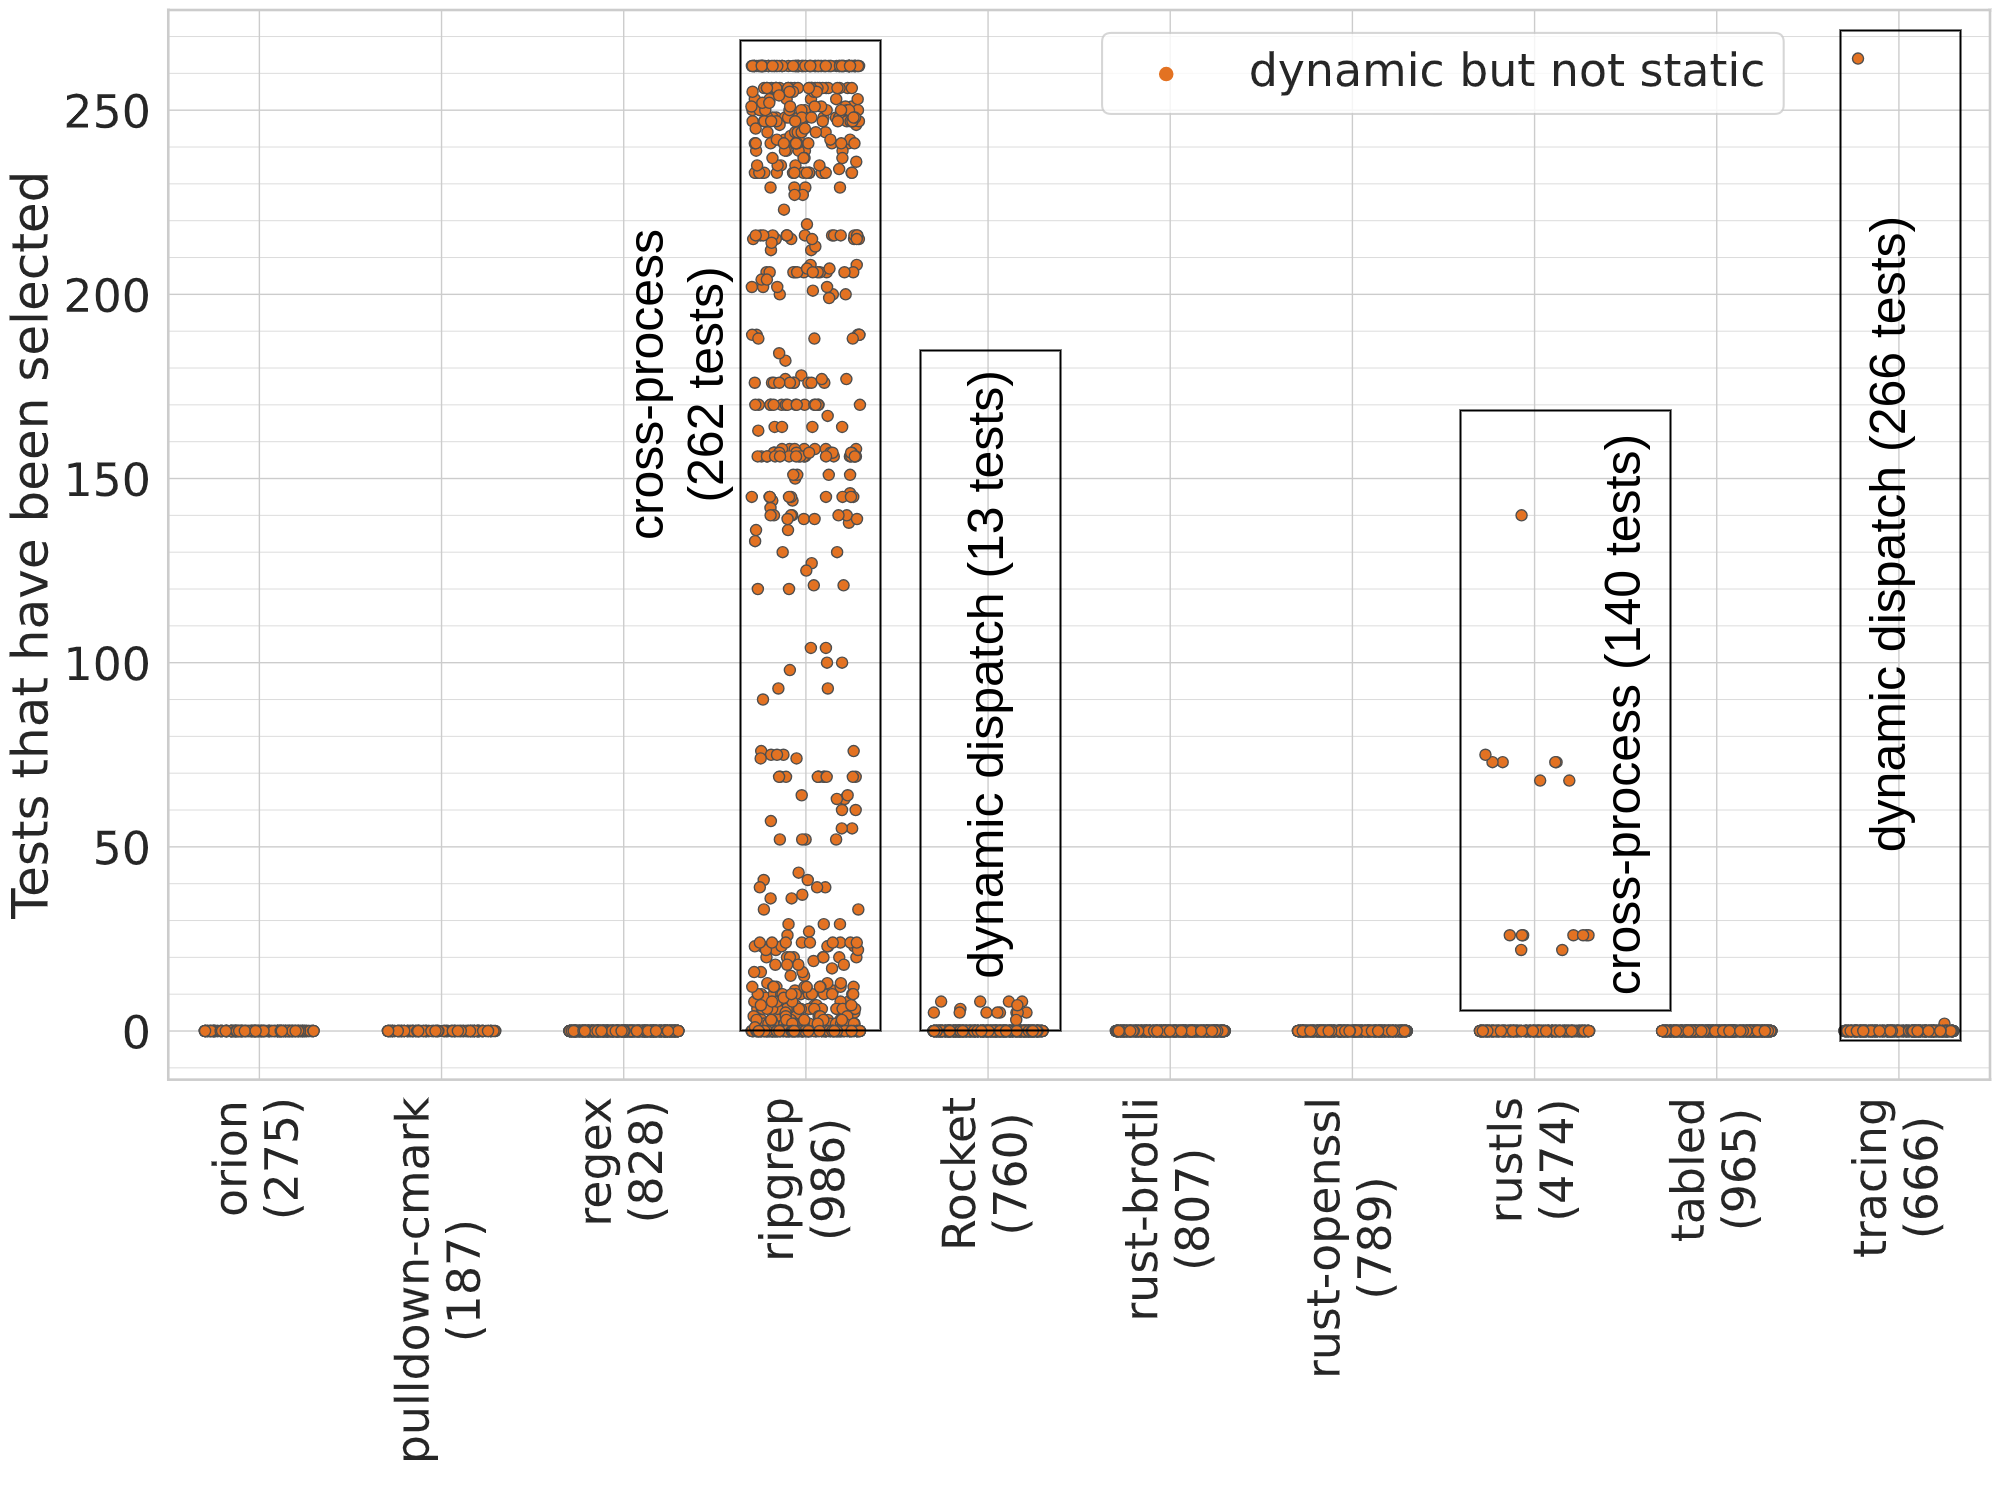 dynamic but not static
Tests that have been selected
250
200
150
100
50
0
cross-process
(262 tests)
dynamic dispatch (13 tests)
cross-process (140 tests)
dynamic dispatch (266 tests)
orion
(275)
pulldown-cmark
(187)
regex
(828)
ripgrep
(986)
Rocket
(760)
rust-brotli
(807)
rust-openssl
(789)
rustls
(474)
tabled
(965)
tracing
(666)